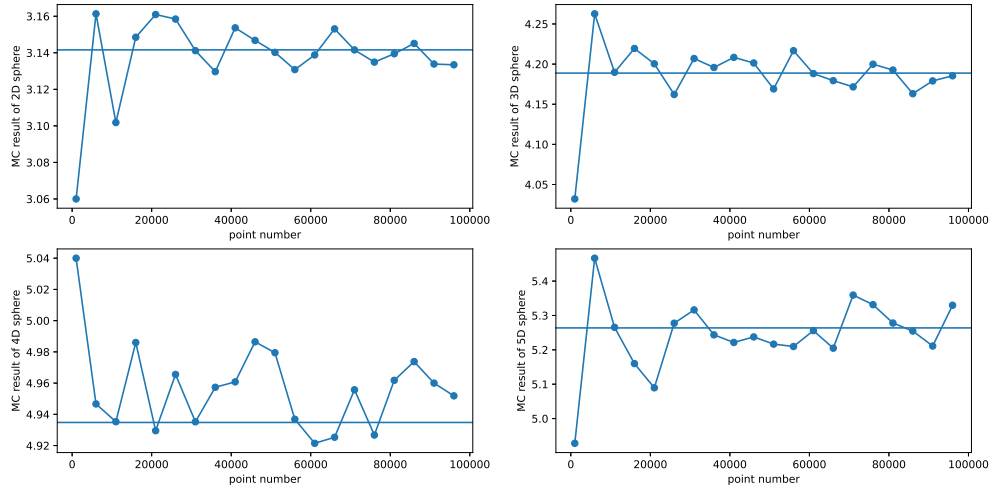 MC result of 2D sphere
3.16
3.14
3.12
3.10
3.08
3.06
0 20000 40000 60000 80000 100000
point number
MC result of 3D sphere
4.25
4.20
4.15
4.10
4.05
0 20000 40000 60000 80000 100000
point number
MC result of 4D sphere
5.04
5.02
5.00
4.98
4.96
4.94
4.92
0 20000 40000 60000 80000 100000
point number
MC result of 5D sphere
5.4
5.3
5.2
5.1
5.0
0 20000 40000 60000 80000 100000
point number